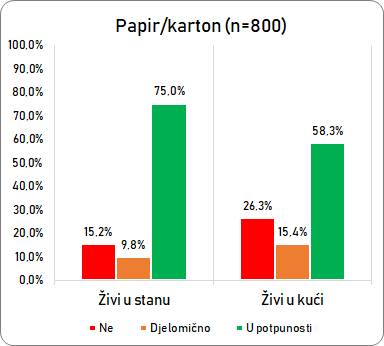 Papir/karton (n=800)
100,0%
90,0%
80,0%
70,0%
60,0%
50,0%
40,0%
30,0%
20,0%
10,0%
0,0%
15,2%
9,8%
75,0%
26,3%
15,4%
58,3%
Živi u stanu
Živi u kući
Ne
Djelomično
U potpunosti